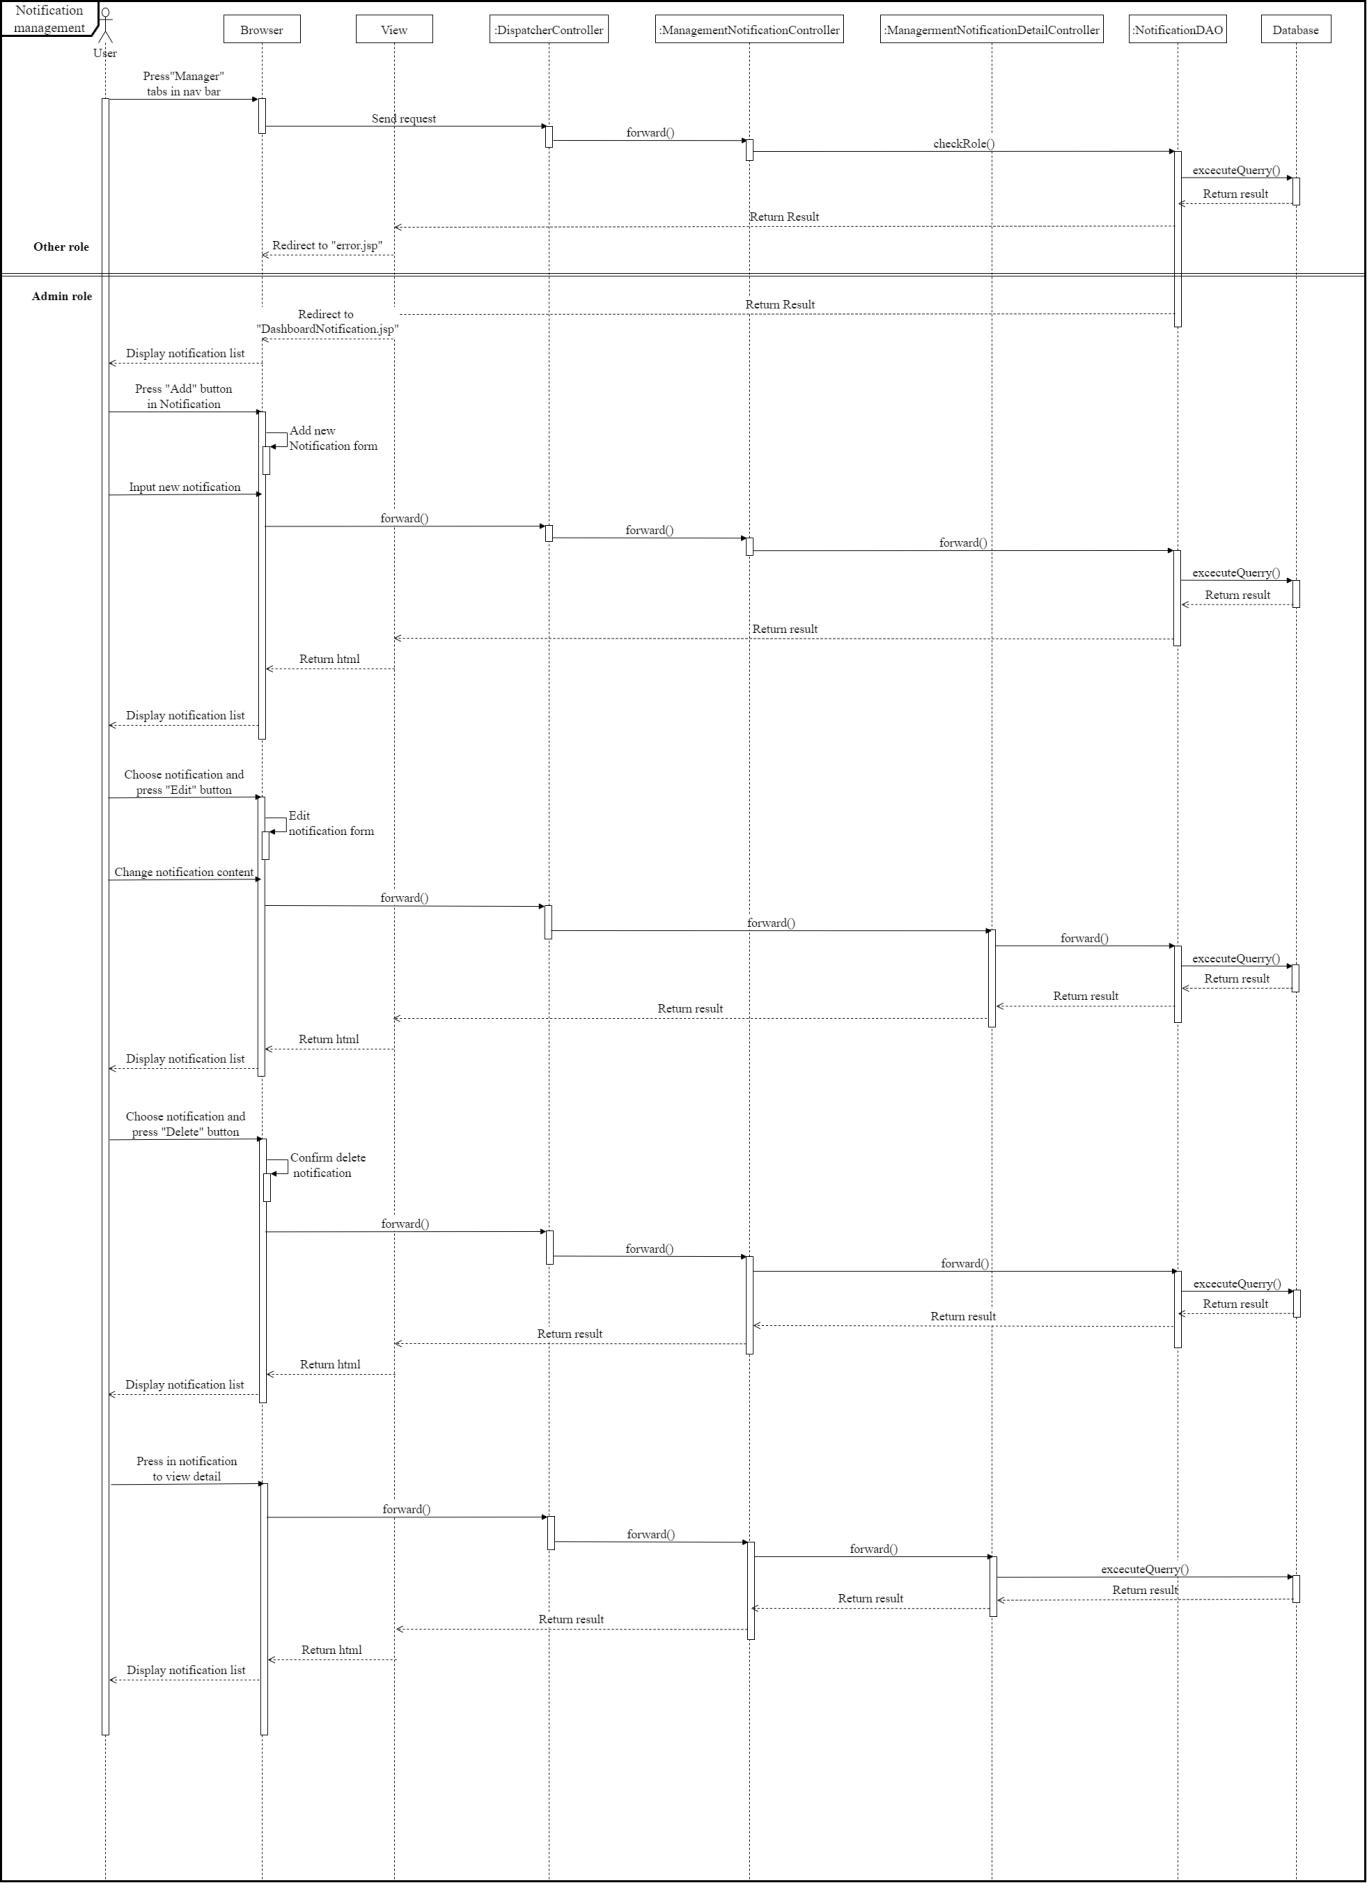 Notification
management
User
Browser
View
:DispatcherController
:ManagementNotificationController
:ManagermentNotificationDetailController
:NotificationDAO
Database
Press"Manager"
tabs in nav bar
Send request
forward()
checkRole()
excecuteQuerry()
Return result
Return Result
Other role
Redirect to "error.jsp"
Admin role
Return Result
Redirect to
"DashboardNotification.jsp"
Display notification list
Press "Add" button
in Notification
Add new
Notification form
Input new notification
forward()
forward()
forward()
excecuteQuerry()
Return result
Return result
Return html
Display notification list
Choose notification and
press "Edit" button
Edit
notification form
Change notification content
forward()
forward()
forward()
excecuteQuerry()
Return result
Return result
Return result
Return html
Display notification list
Choose notification and
press "Delete" button
Confirm delete
notification
forward()
forward()
forward()
excecuteQuerry()
Return result
Return result
Return result
Return html
Display notification list
Press in notification
to view detail
forward()
forward()
forward()
excecuteQuerry()
Return result
Return result
Return result
Return html
Display notification list